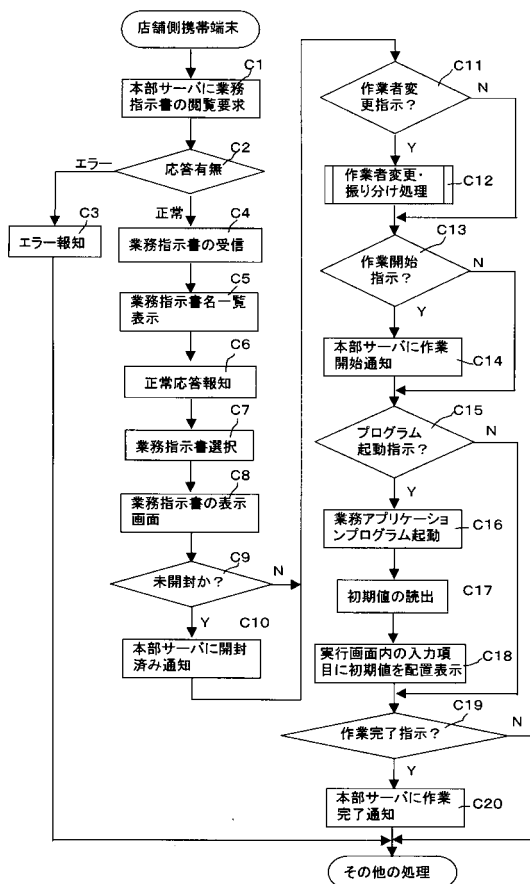 店舗側携帯端末
C1
本部サーバに業務
指示書の閲覧要求
C2
応答有無
エラー
正常
C3
エラー報知
C4
業務指示書の受信
C5
業務指示書名一覧
表示
C6
正常応答報知
C7
業務指示書選択
C8
業務指示書の表示
画面
C9
未開封か？
N
Y
C10
本部サーバに開封
済み通知
C11
作業者変
更指示？
N
Y
作業者変更・
振り分け処理
C12
C13
作業開始
指示？
N
Y
本部サーバに作業
開始通知
C14
C15
プログラム
起動指示？
N
Y
業務アプリケーショ
ンプログラム起動
C16
初期値の読出
C17
実行画面内の入力項
目に初期値を配置表示
C18
C19
作業完了指示？
N
Y
本部サーバに作業
完了通知
C20
その他の処理